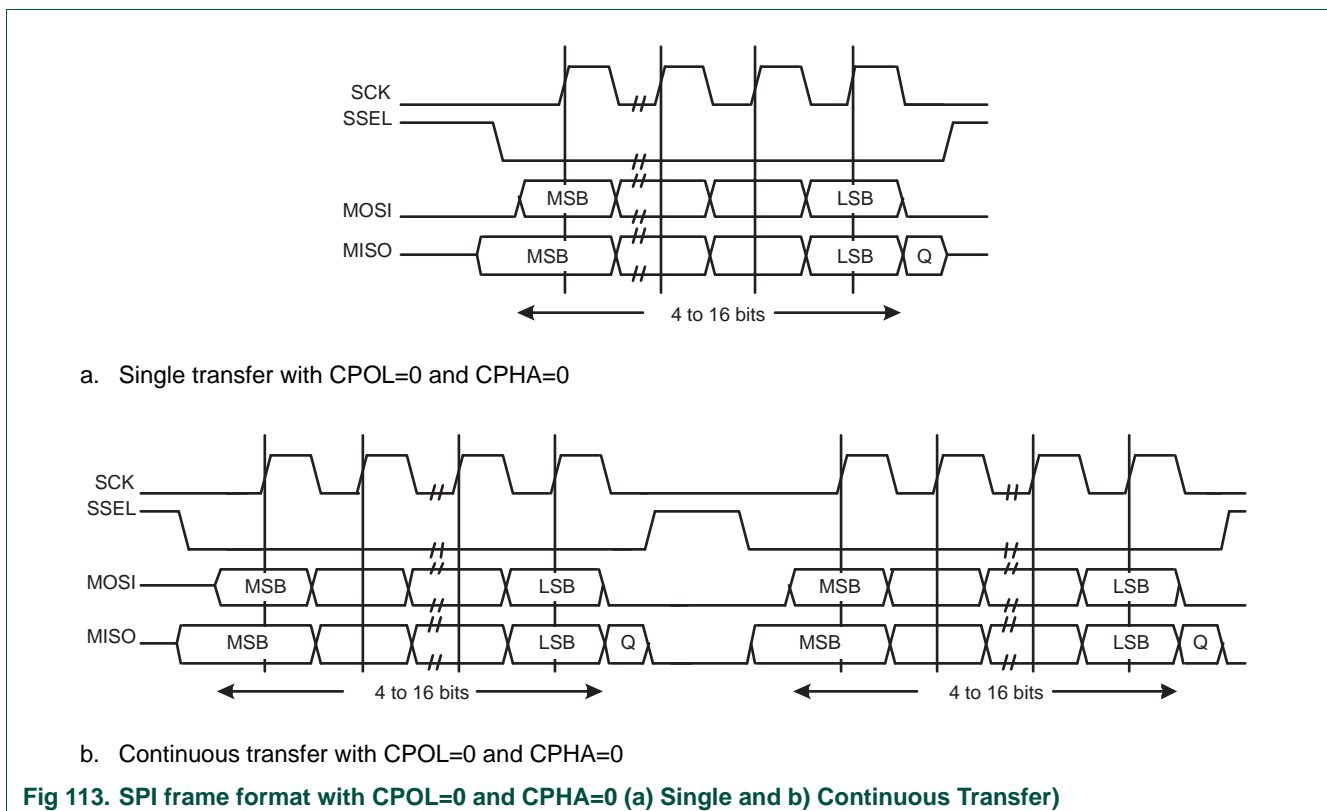 SCK
SSEL
MOSI
MSB
LSB
MISO
MSB
LSB
Q
4 to 16 bits
a. Single transfer with CPOL=0 and CPHA=0
SCK
SSEL
MOSI
MSB
LSB
MSB
LSB
MISO
MSB
LSB
Q
MSB
LSB
Q
4 to 16 bits
4 to 16 bits
b. Continuous transfer with CPOL=0 and CPHA=0
Fig 113. SPI frame format with CPOL=0 and CPHA=0 (a) Single and b) Continuous Transfer)